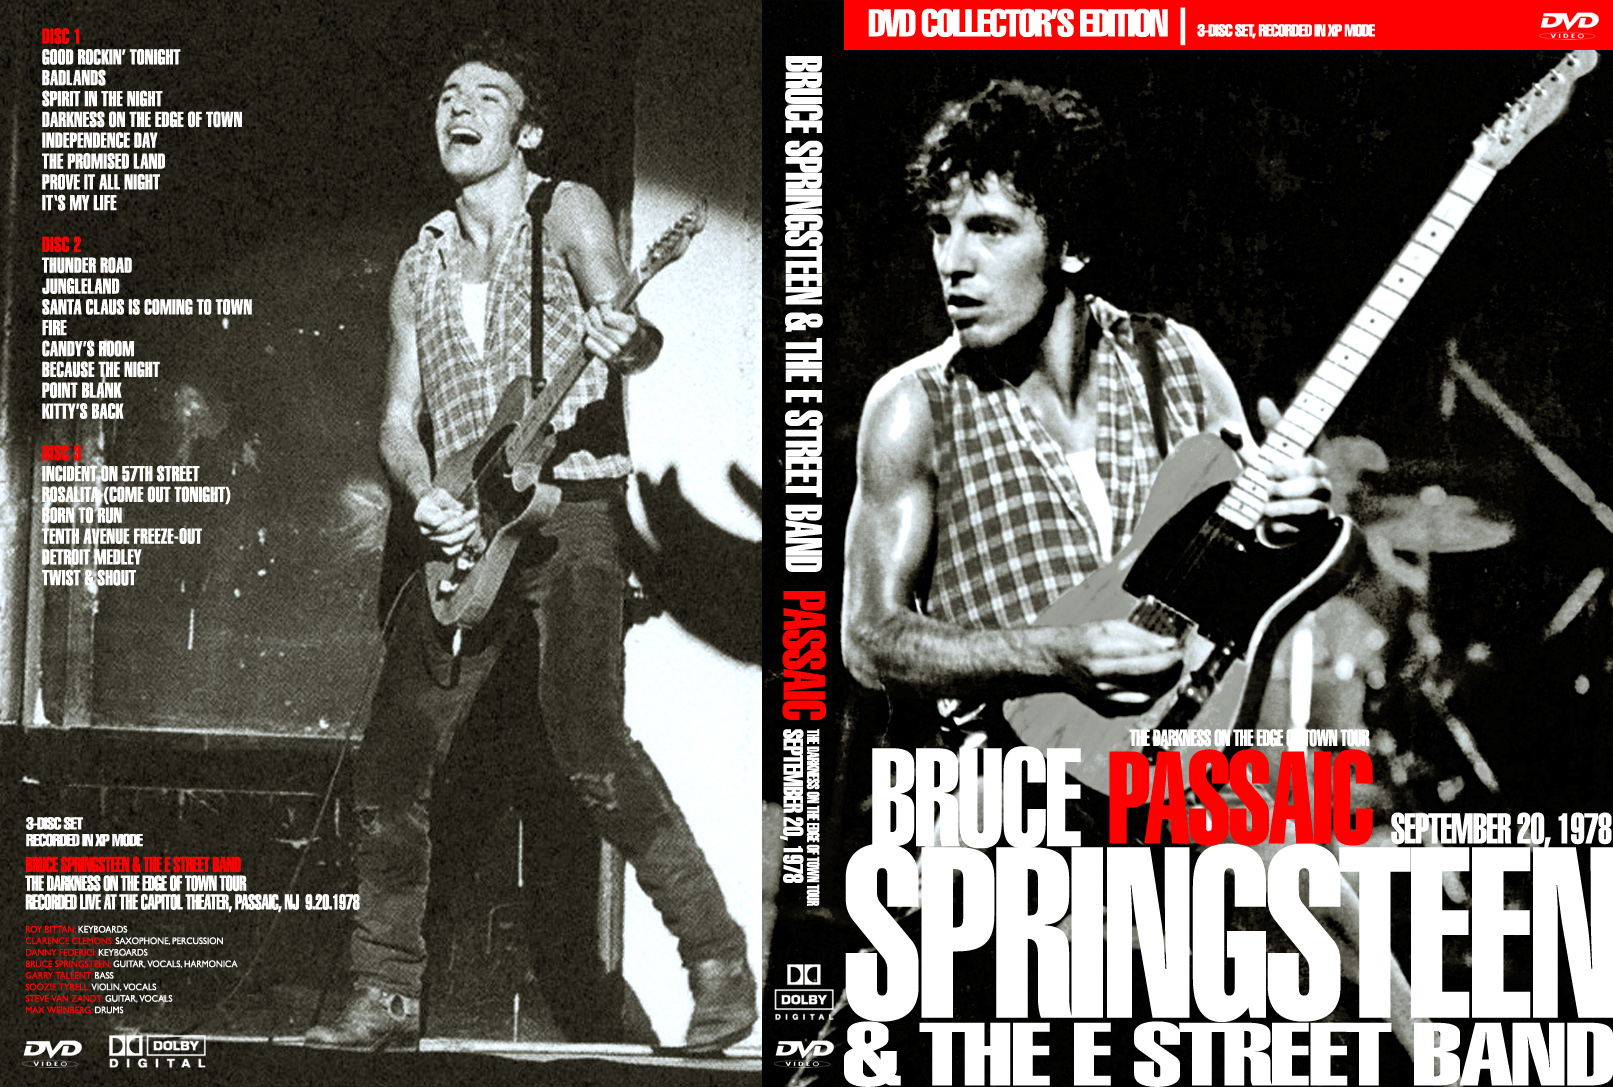 DISC 1
GOOD ROCKIN' TONIGHT
BADLANDS
SPIRIT IN THE NIGHT
DARKNESS ON THE EDGE OF TOWN
INDEPENDENCE DAY
THE PROMISED LAND
PROVE IT ALL NIGHT
IT'S MY LIFE
DISC 2
THUNDER ROAD
JUNGLELAND
SANTA CLAUS IS COMING TO TOWN
FIRE
CANDY'S ROOM
BECAUSE THE NIGHT
POINT BLANK
KITTY'S BACK
DISC 3
INCIDENT ON 57TH STREET
ROSALITA (COME OUT TONIGHT)
BORN TO RUN
TENTH AVENUE FREEZE-OUT
DETROIT MEDLEY
TWIST & SHOUT
3-DISC SET
RECORDED IN XP MODE
BRUCE SPRINGSTEEN & THE E STREET BAND
THE DARKNESS ON THE EDGE OF TOWN TOUR
RECORDED LIVE AT THE CAPITOL THEATER, PASSAIC, NJ 9.20.1978
ROY BITTAN: KEYBOARDS
CLARENCE CLEMONS: SAXOPHONE, PERCUSSION
DANNY FEDERICI: KEYBOARDS
BRUCE SPRINGSTEEN: GUITAR, VOCALS, HARMONICA
GARRY TALLENT: BASS
SOOZIE TYRELL: VIOLIN, VOCALS
STEVE VAN ZANDT: GUITAR, VOCALS
MAX WEINBERG: DRUMS
DVD
VIDEO
DOLBY
DIGITAL
BRUCE SPRINGSTEEN & THE E STREET BAND
PASSAIC
THE DARKNESS ON THE EDGE OF TOWN TOUR
SEPTEMBER 20, 1978
DOLBY
DIGITAL
DVD
VIDEO
DVD COLLECTOR'S EDITION | 3-DISC SET, RECORDED IN XP MODE
DVD
VIDEO
THE DARKNESS ON THE EDGE OF TOWN TOUR
BRUCE PASSAIC SEPTEMBER 20, 1978
SPRINGSTEEN
& THE E STREET BAND